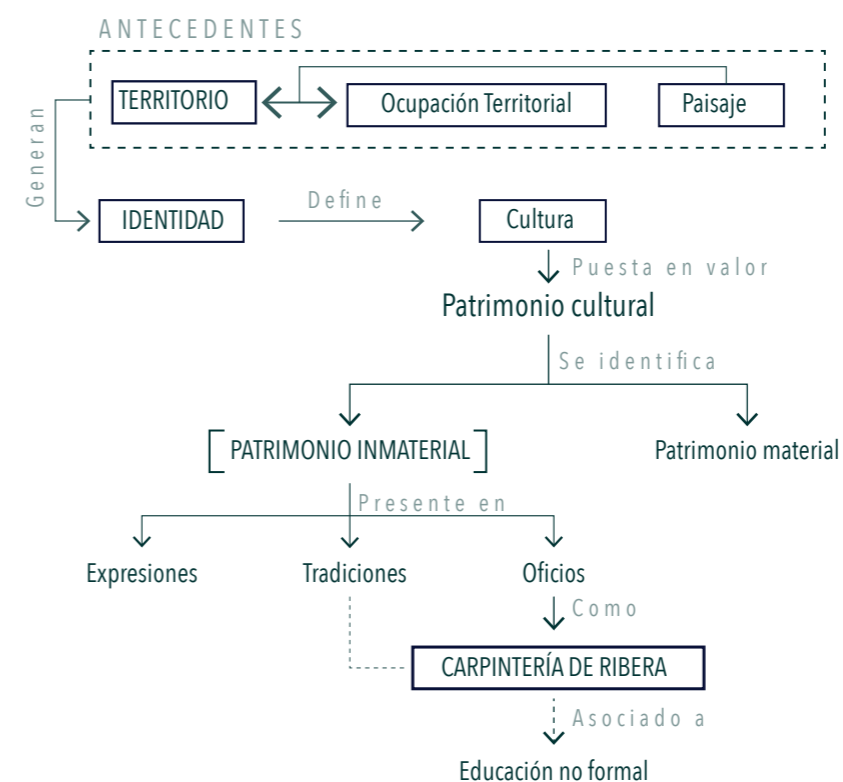 ANTECEDENTES
TERRITORIO
Ocupación Territorial
Paisaje
Generan
IDENTIDAD
Define
Cultura
Puesta en valor
Patrimonio cultural
Se identifica
PATRIMONIO INMATERIAL
Patrimonio material
Presente en
Expresiones
Tradiciones
Oficios
Como
CARPINTERÍA DE RIBERA
Asociado a
Educación no formal